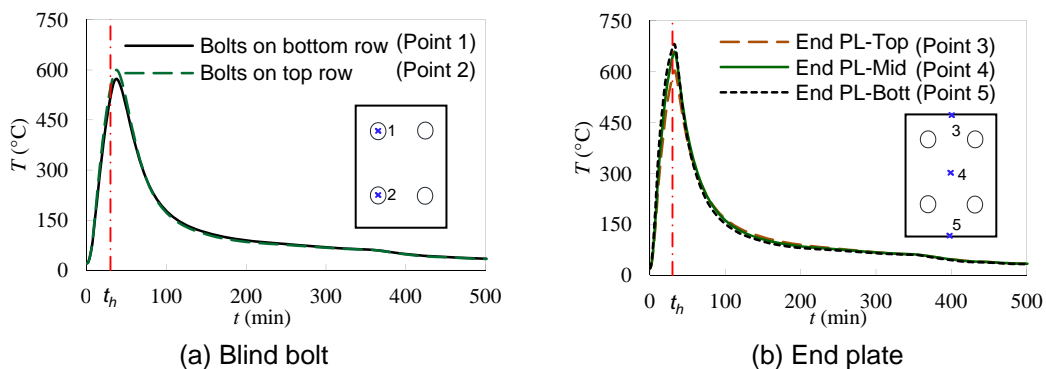 750
600
450
300
150
0
T (°C)
Bolts on bottom row (Point 1)
Bolts on top row (Point 2)
1
2
0 t_h 100 200 300 400 500
t (min)
(a) Blind bolt
750
600
450
300
150
0
T (°C)
End PL-Top (Point 3)
End PL-Mid (Point 4)
End PL-Bott (Point 5)
3
4
5
0 t_h 100 200 300 400 500
t (min)
(b) End plate